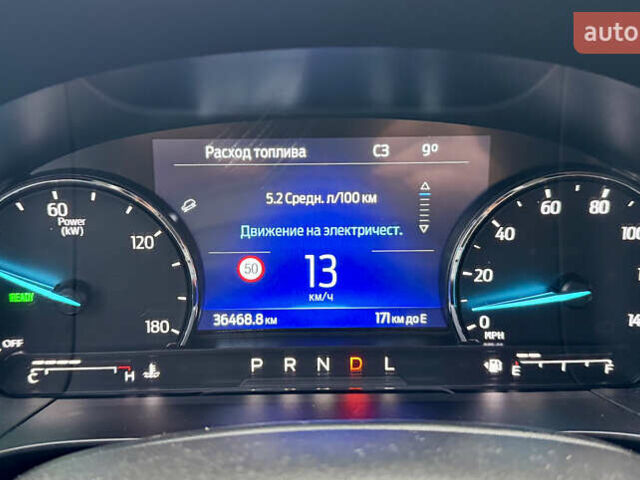 auto
Расход топлива СЗ 9°
5.2 Средн. л/100 км
Движение на электричест.
50
13
км/ч
36468.8 км 171 км до Е
60
Power
(kW)
120
180
READY
OFF
20
40
60
80
100
0
MPH
P R N D L
C H
E F